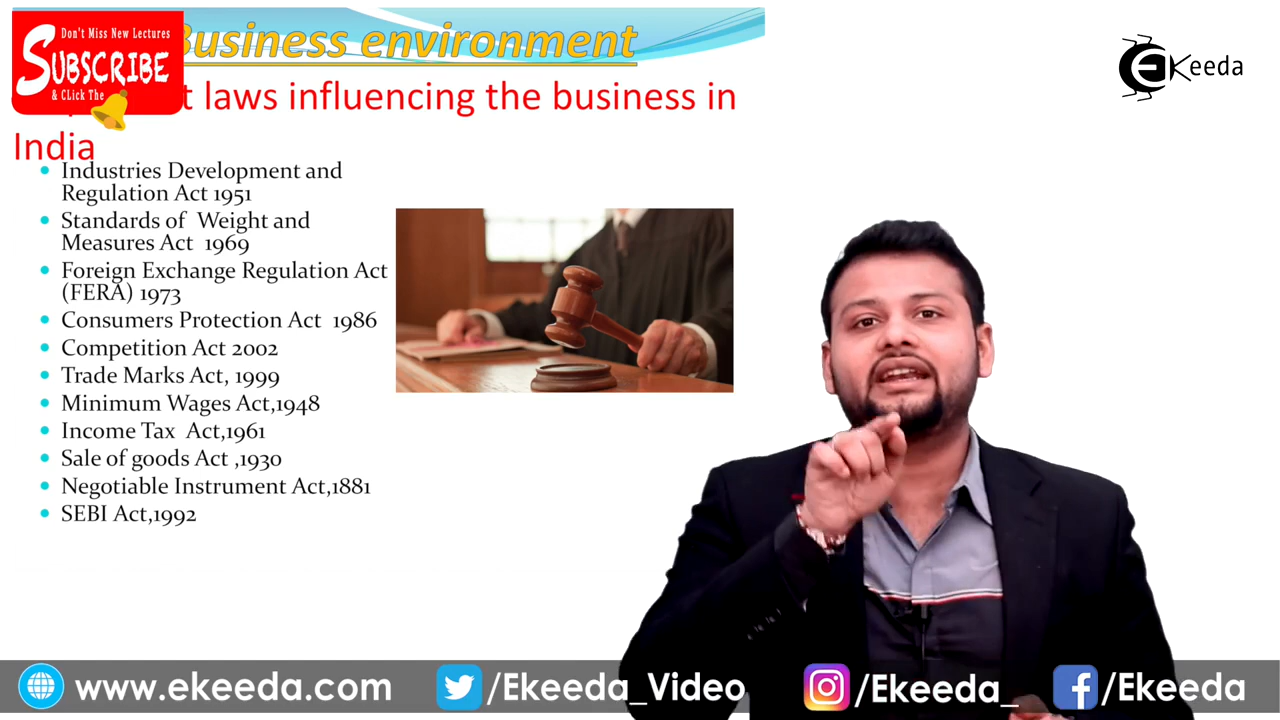 Don't Miss New Lectures
SUBSCRIBE
& CLick The
Business environment
t laws influencing the business in
India
Industries Development and
Regulation Act 1951
Standards of Weight and
Measures Act 1969
Foreign Exchange Regulation Act
(FERA) 1973
Consumers Protection Act 1986
Competition Act 2002
Trade Marks Act, 1999
Minimum Wages Act,1948
Income Tax Act,1961
Sale of goods Act ,1930
Negotiable Instrument Act,1881
SEBI Act,1992
EKeeda
www.ekeeda.com
/Ekeeda_Video
/Ekeeda_
/Ekeeda